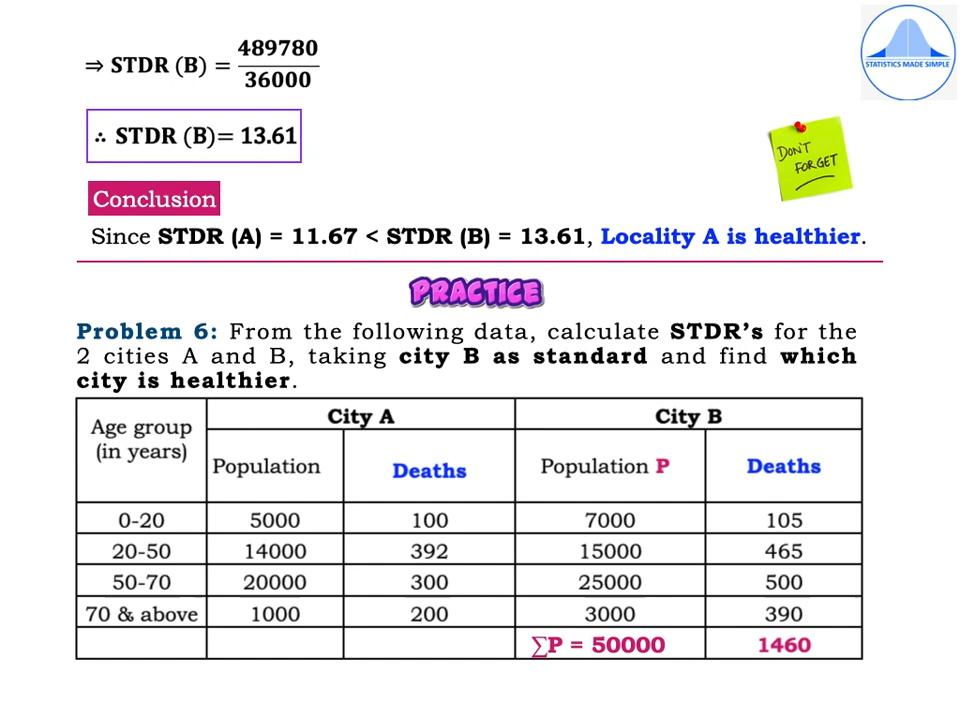 ⇒ STDR (B) = 489780
36000
STATISTICS MADE SIMPLE
∴ STDR (B)= 13.61
DON'T
FORGET
Conclusion
Since STDR (A) = 11.67 < STDR (B) = 13.61, Locality A is healthier.
PRACTICE
Problem 6: From the following data, calculate STDR's for the
2 cities A and B, taking city B as standard and find which
city is healthier.
Age group
(in years)
City A
City B
Population
Deaths
Population P
Deaths
0-20 5000 100 7000 105
20-50 14000 392 15000 465
50-70 20000 300 25000 500
70 & above 1000 200 3000 390
∑P = 50000 1460